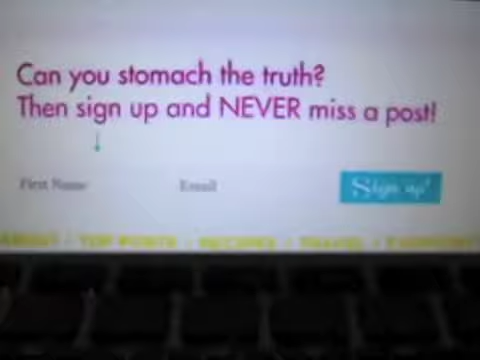 Can you stomach the truth?
Then sign up and NEVER miss a post!
First Name Email Sign up!
ABOUT / TOP POSTS / RECIPES / TRAVEL /